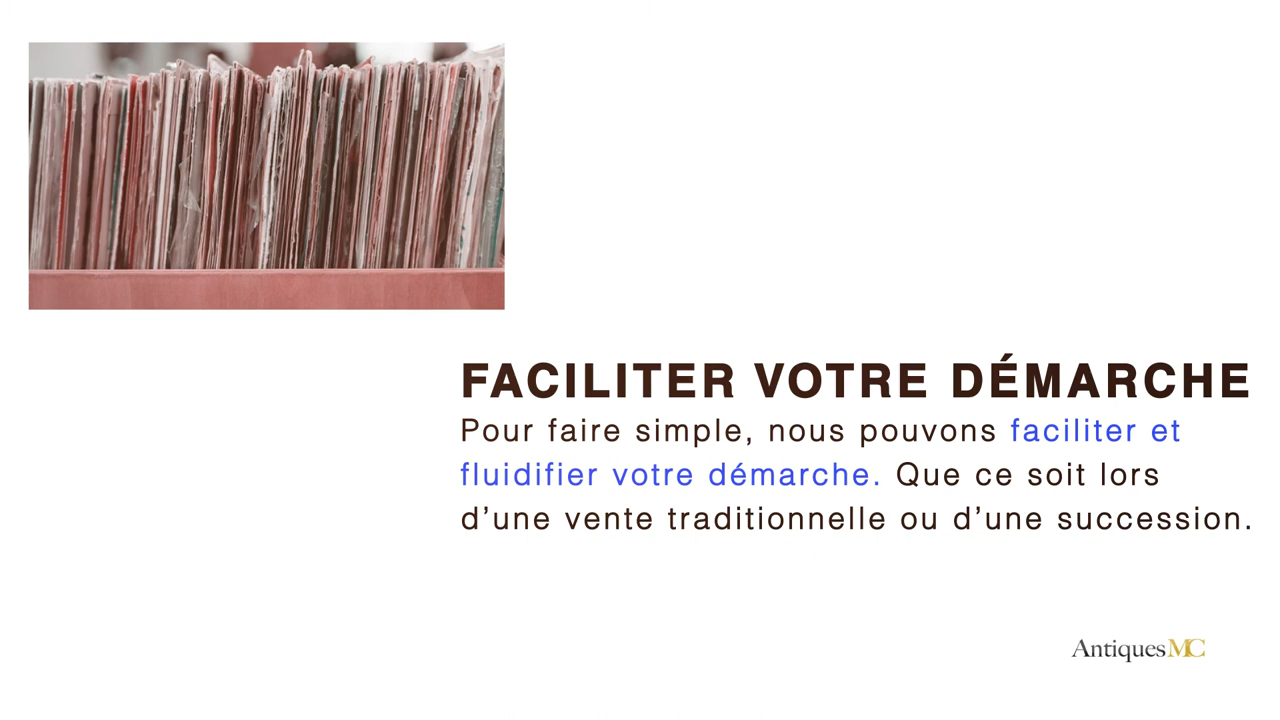 FACILITER VOTRE DÉMARCHE
Pour faire simple, nous pouvons faciliter et
fluidifier votre démarche. Que ce soit lors
d’une vente traditionnelle ou d’une succession.
AntiquesMC